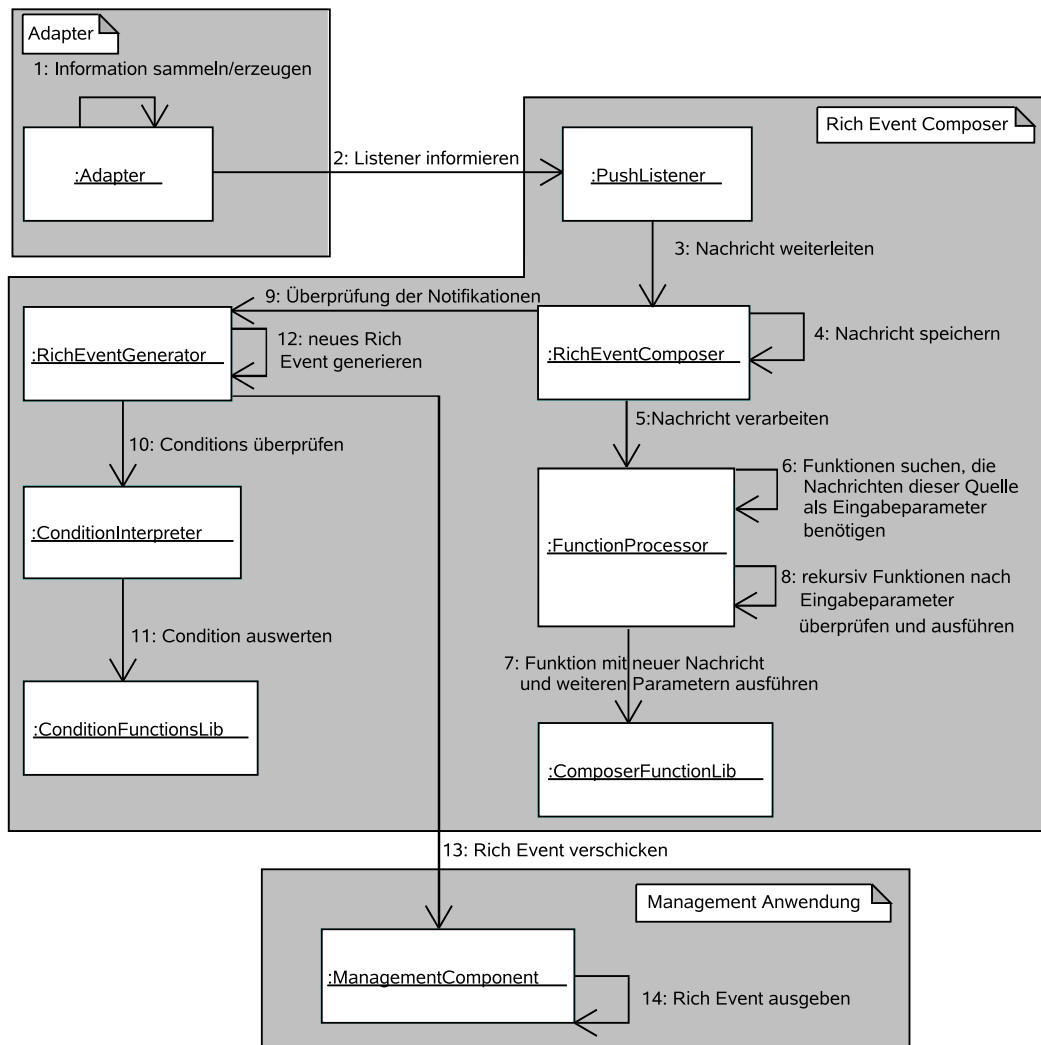 Adapter
1: Information sammeln/erzeugen
:Adapter
2: Listener informieren
Rich Event Composer
:PushListener
3: Nachricht weiterleiten
9: Überprüfung der Notifikationen
:RichEventGenerator
12: neues Rich
Event generieren
:RichEventComposer
4: Nachricht speichern
5:Nachricht verarbeiten
10: Conditions überprüfen
6: Funktionen suchen, die
Nachrichten dieser Quelle
als Eingabeparameter
benötigen
:ConditionInterpreter
:FunctionProcessor
8: rekursiv Funktionen nach
Eingabeparameter
überprüfen und ausführen
11: Condition auswerten
7: Funktion mit neuer Nachricht
und weiteren Parametern ausführen
:ConditionFunctionsLib
:ComposerFunctionLib
13: Rich Event verschicken
Management Anwendung
:ManagementComponent
14: Rich Event ausgeben